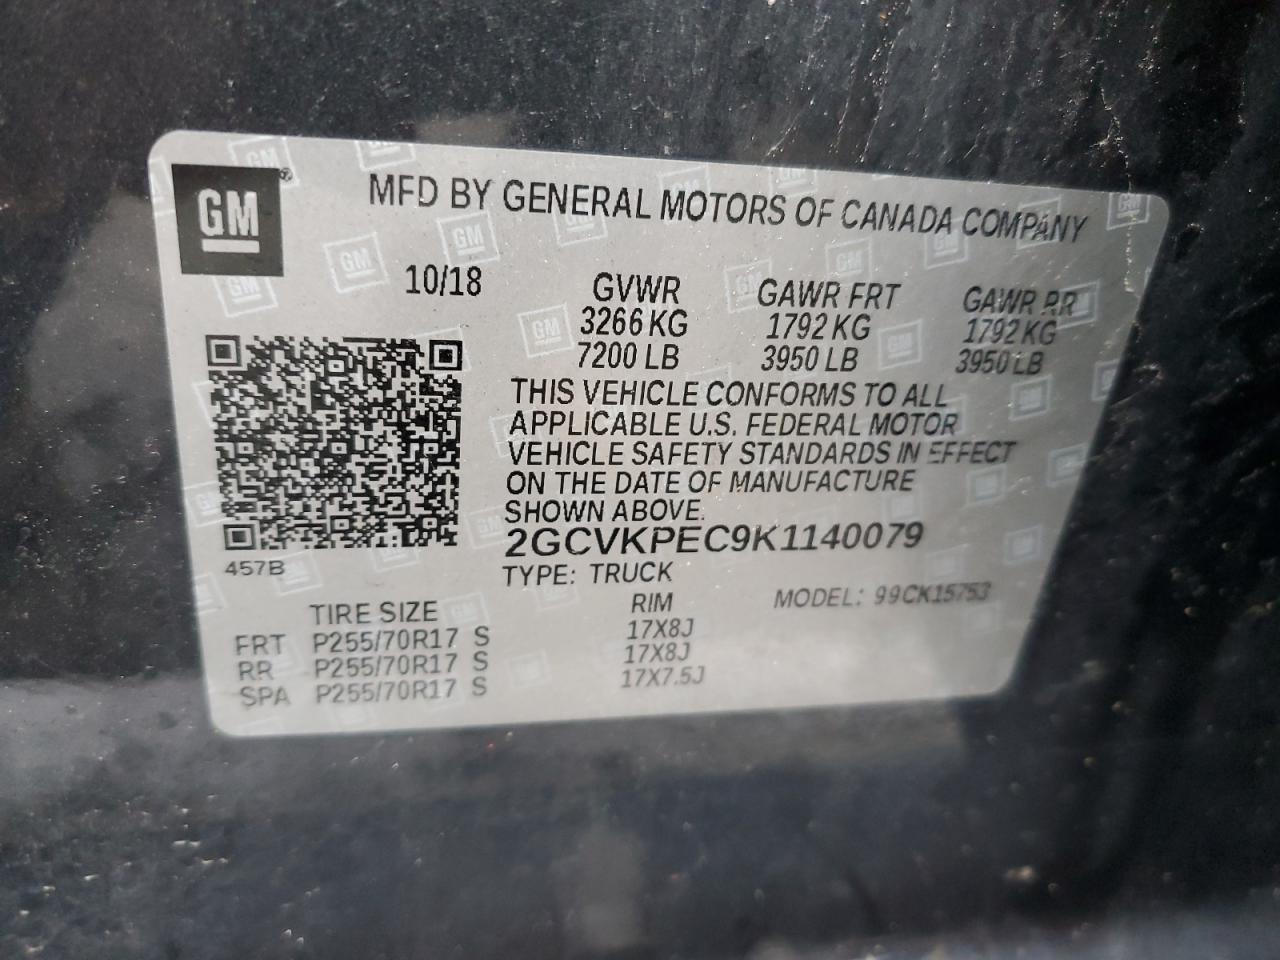 GM
MFD BY GENERAL MOTORS OF CANADA COMPANY
10/18
GVWR GAWR FRT GAWR RR
3266 KG 1792 KG 1792 KG
7200 LB 3950 LB 3950 LB
THIS VEHICLE CONFORMS TO ALL
APPLICABLE U.S. FEDERAL MOTOR
VEHICLE SAFETY STANDARDS IN EFFECT
ON THE DATE OF MANUFACTURE
SHOWN ABOVE.
2GCVKPEC9K1140079
457B
TYPE: TRUCK
MODEL: 99CK15753
TIRE SIZE RIM
FRT P255/70R17 S 17X8J
RR P255/70R17 S 17X8J
SPA P255/70R17 S 17X7.5J